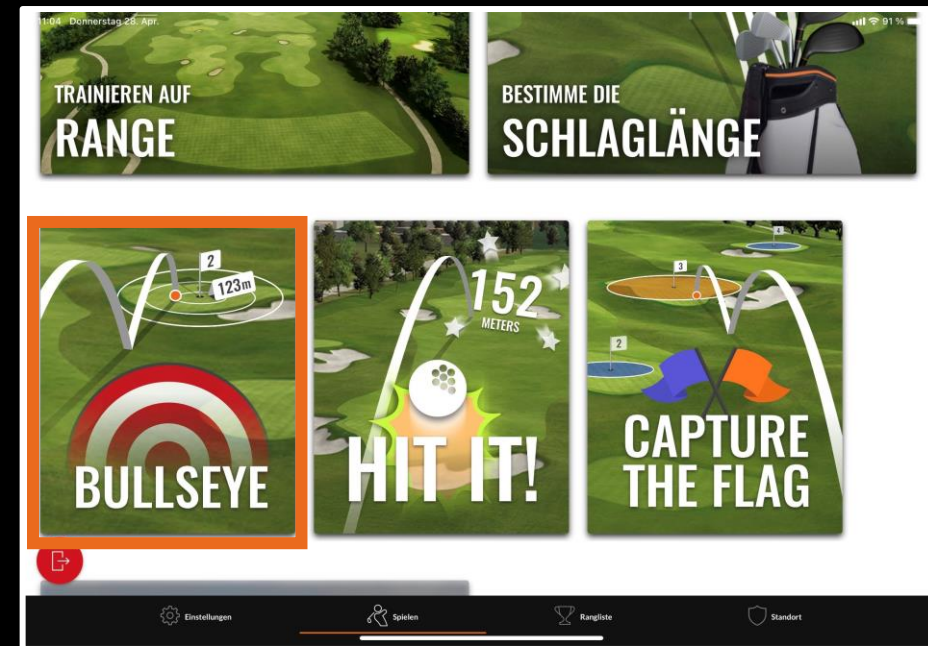 11:04 Donnerstag 28. Apr.
91 %
TRAINIEREN AUF
RANGE
BESTIMME DIE
SCHLAGLÄNGE
2
123m
BULLSEYE
152
METERS
HIT IT!
4
3
2
CAPTURE
THE FLAG
Einstellungen
Spielen
Rangliste
Standort